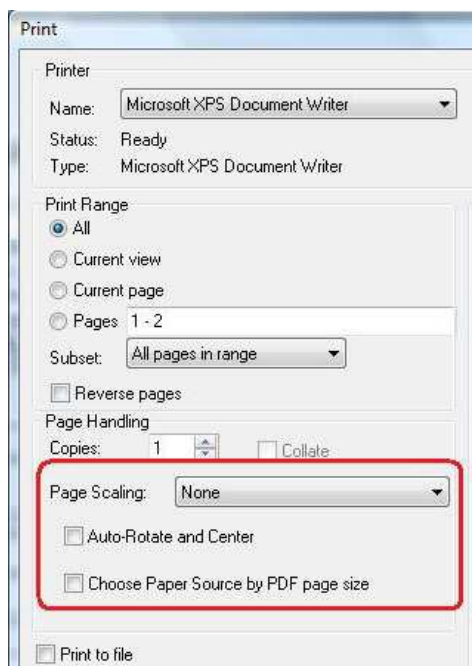 Print
Printer
Name: Microsoft XPS Document Writer
Status: Ready
Type: Microsoft XPS Document Writer
Print Range
All
Current view
Current page
Pages 1 - 2
Subset: All pages in range
Reverse pages
Page Handling
Copies: 1 Collate
Page Scaling: None
Auto-Rotate and Center
Choose Paper Source by PDF page size
Print to file